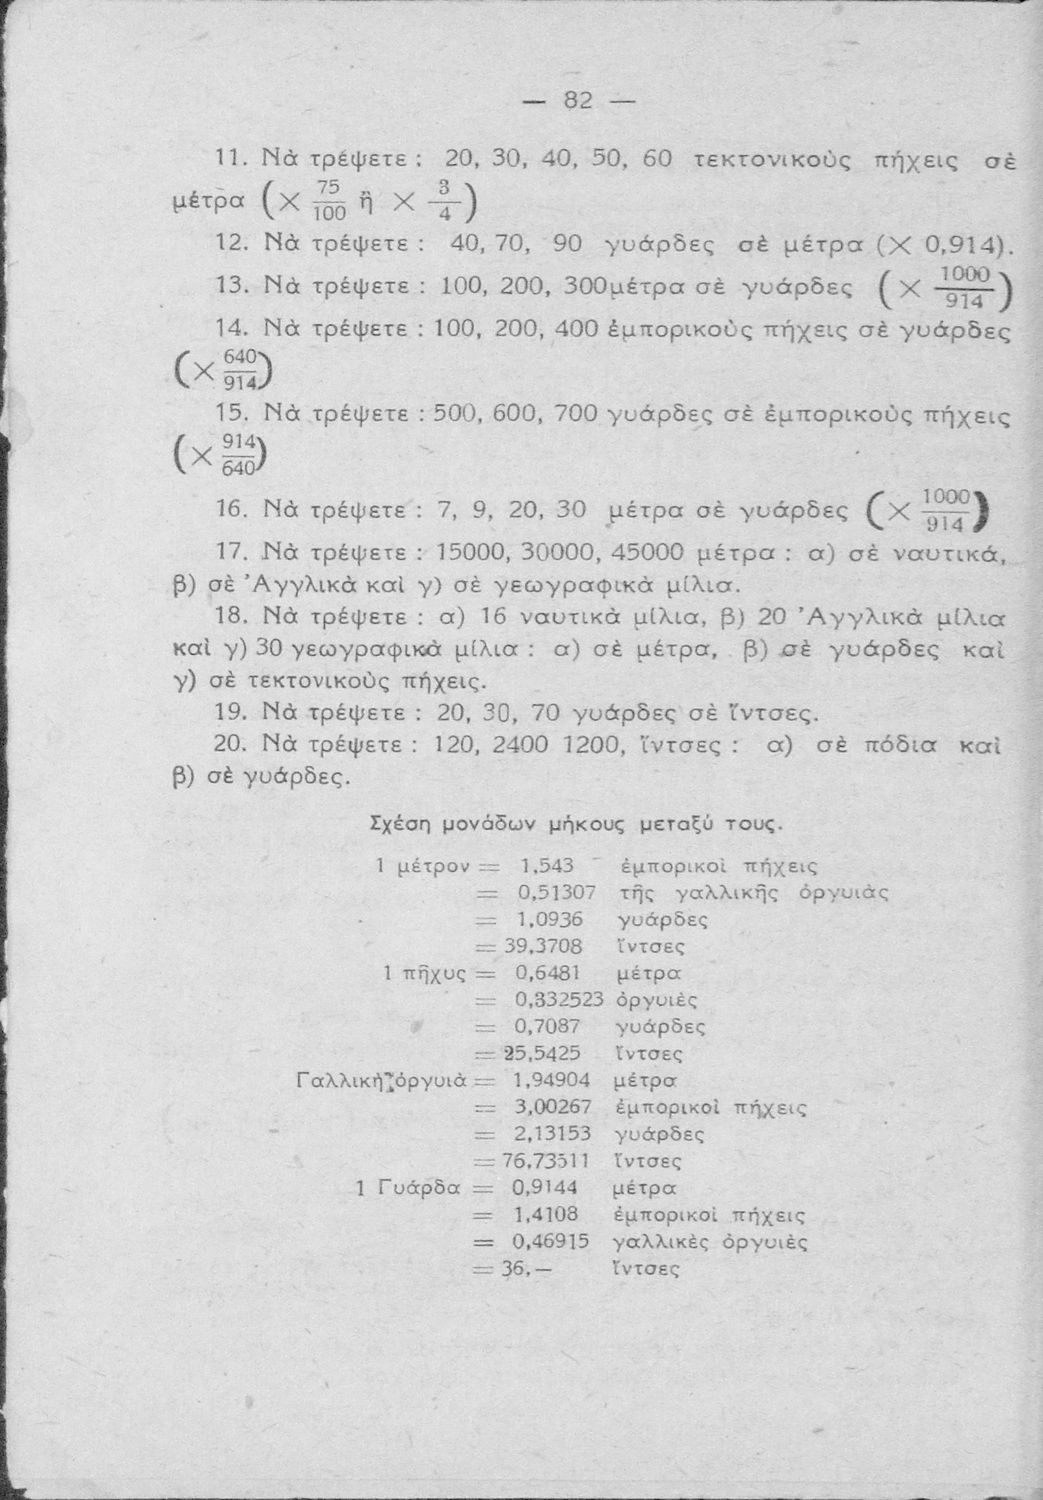 — 82 —
11. Νὰ τρέψετε : 20, 30, 40, 50, 60 τεκτονικοὺς πήχεις σὲ
μέτρα (× 75/100 ἢ × 3/4)
12. Νὰ τρέψετε : 40, 70, 90 γυάρδες σὲ μέτρα (× 0,914).
13. Νὰ τρέψετε : 100, 200, 300μέτρα σὲ γυάρδες (× 1000/914)
14. Νὰ τρέψετε : 100, 200, 400 ἐμπορικοὺς πήχεις σὲ γυάρδες
(× 640/914)
15. Νὰ τρέψετε : 500, 600, 700 γυάρδες σὲ ἐμπορικοὺς πήχεις
(× 914/640)
16. Νὰ τρέψετε : 7, 9, 20, 30 μέτρα σὲ γυάρδες (× 1000/914)
17. Νὰ τρέψετε : 15000, 30000, 45000 μέτρα : α) σὲ ναυτικά,
β) σὲ Ἀγγλικὰ καὶ γ) σὲ γεωγραφικὰ μίλια.
18. Νὰ τρέψετε : α) 16 ναυτικὰ μίλια, β) 20 Ἀγγλικὰ μίλια
καὶ γ) 30 γεωγραφικὰ μίλια : α) σὲ μέτρα, β) σὲ γυάρδες καὶ
γ) σὲ τεκτονικοὺς πήχεις.
19. Νὰ τρέψετε : 20, 30, 70 γυάρδες σὲ ἴντσες.
20. Νὰ τρέψετε : 120, 2400 1200, ἴντσες : α) σὲ πόδια καὶ
β) σὲ γυάρδες.
Σχέση μονάδων μήκους μεταξύ τους.
1 μέτρον = 1,543 ἐμπορικοὶ πήχεις
= 0,51307 τῆς γαλλικῆς ὀργυιᾶς
= 1,0936 γυάρδες
= 39,3708 ἴντσες
1 πῆχυς = 0,6481 μέτρα
= 0,332523 ὀργυιὲς
= 0,7087 γυάρδες
= 25,5425 ἴντσες
Γαλλικὴ ὀργυιὰ = 1,94904 μέτρα
= 3,00267 ἐμπορικοὶ πήχεις
= 2,13153 γυάρδες
= 76,73511 ἴντσες
1 Γυάρδα = 0,9144 μέτρα
= 1,4108 ἐμπορικοὶ πήχεις
= 0,46915 γαλλικὲς ὀργυιὲς
= 36,— ἴντσες